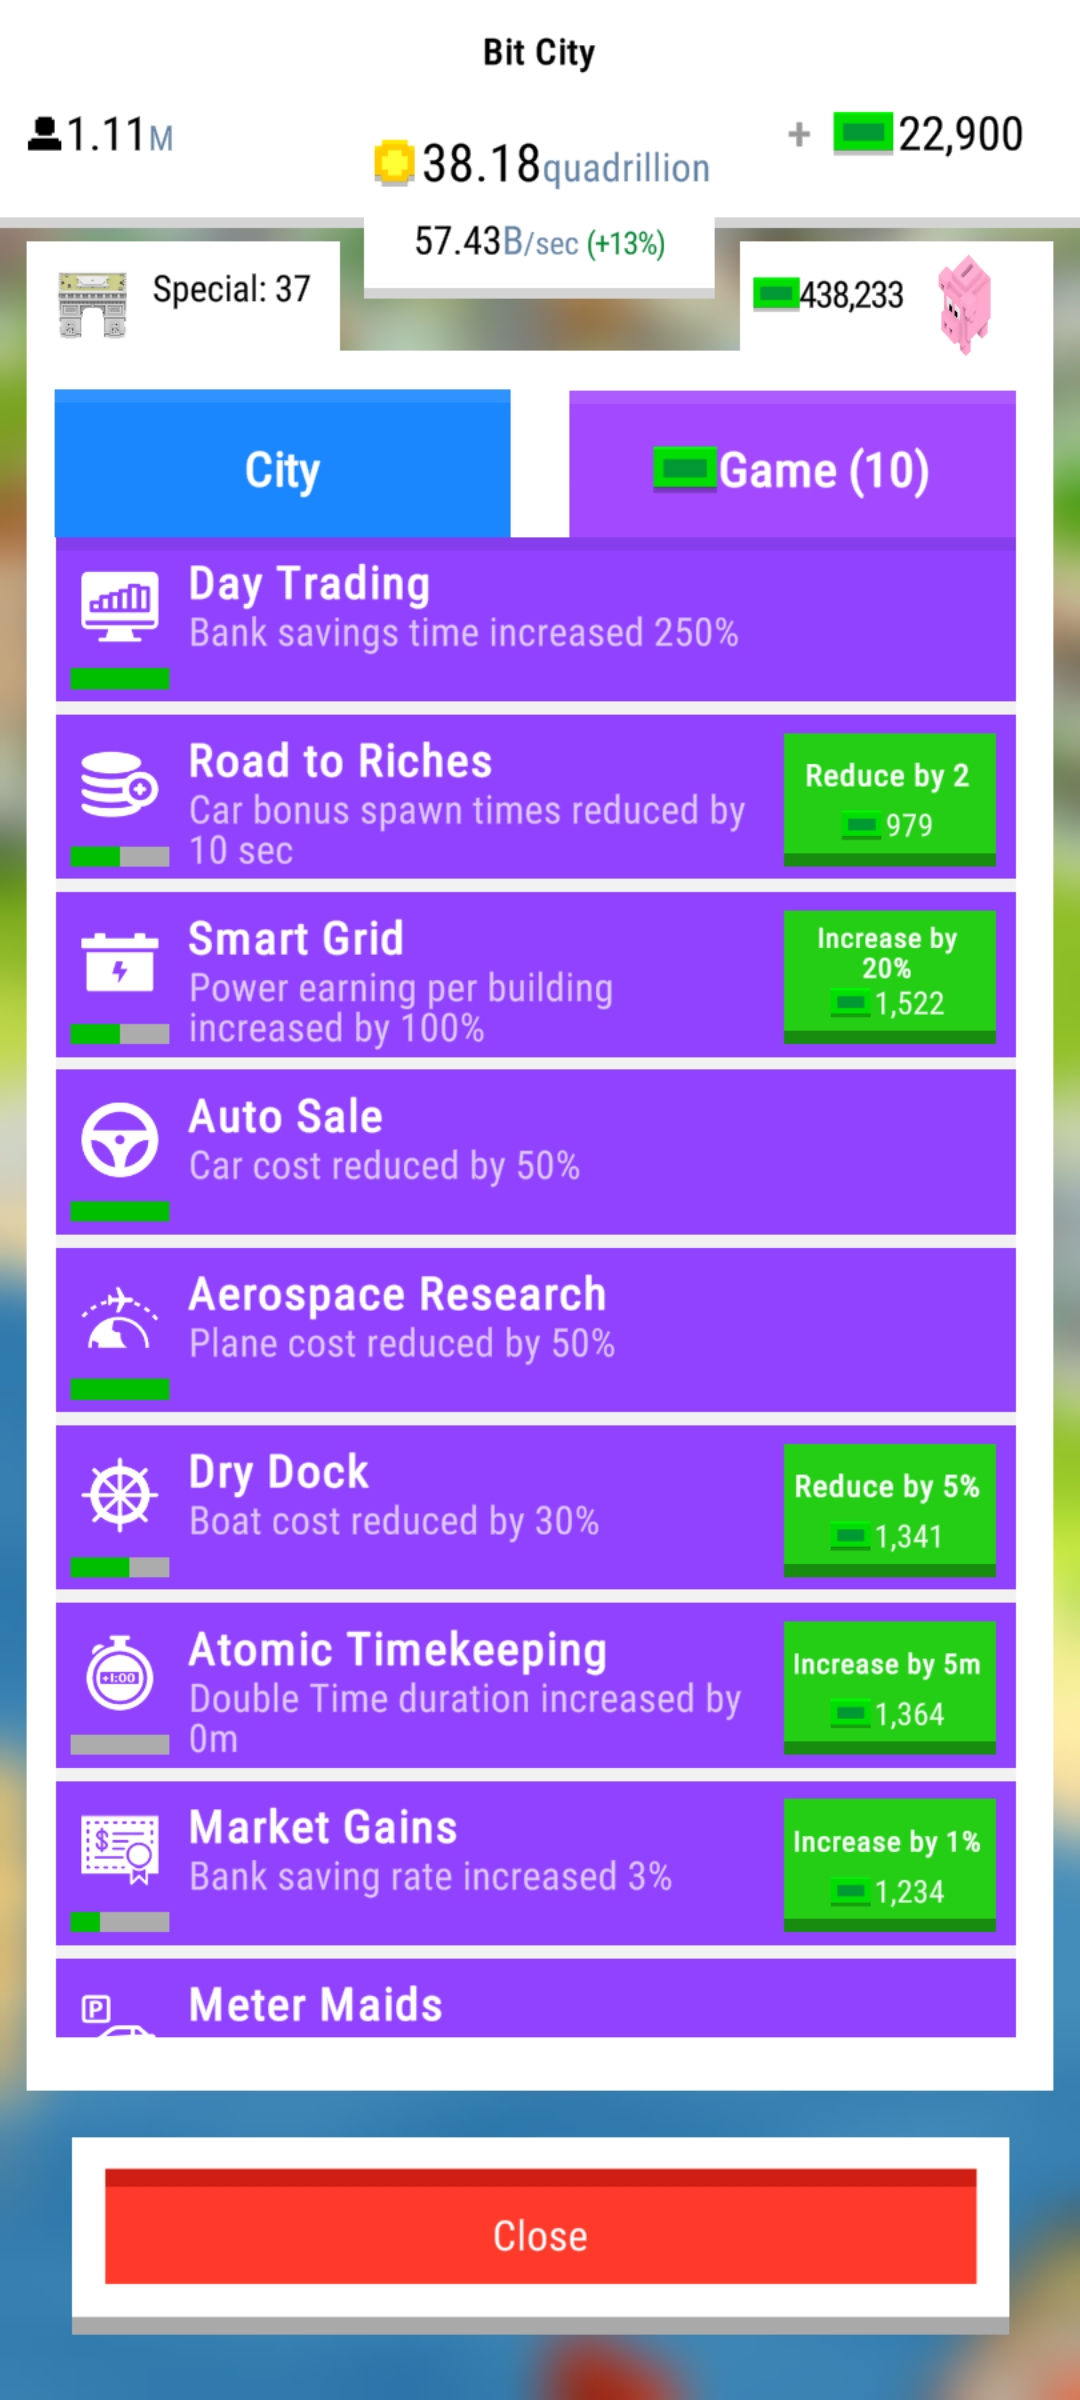 Bit City
1.11M
38.18quadrillion
+ 22,900
57.43B/sec (+13%)
Special: 37
438,233
City
Game (10)
Day Trading
Bank savings time increased 250%
Road to Riches
Car bonus spawn times reduced by
10 sec
Reduce by 2
979
Smart Grid
Power earning per building
increased by 100%
Increase by
20%
1,522
Auto Sale
Car cost reduced by 50%
Aerospace Research
Plane cost reduced by 50%
Dry Dock
Boat cost reduced by 30%
Reduce by 5%
1,341
+1:00
Atomic Timekeeping
Double Time duration increased by
0m
Increase by 5m
1,364
$
Market Gains
Bank saving rate increased 3%
Increase by 1%
1,234
P
Meter Maids
Close